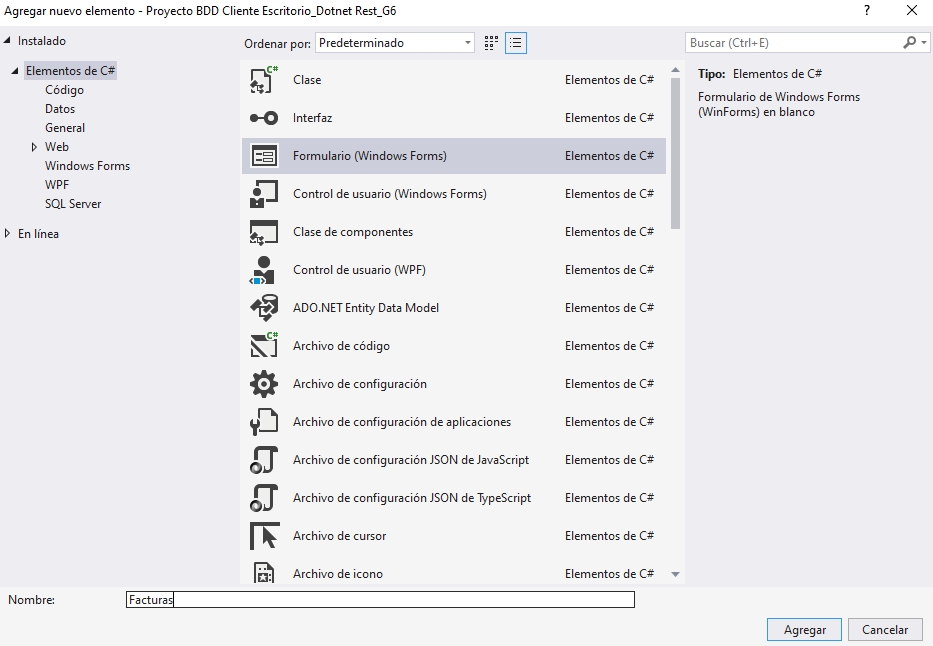 Agregar nuevo elemento - Proyecto BDD Cliente Escritorio_Dotnet Rest_G6
?
Instalado
Ordenar por: Predeterminado
Buscar (Ctrl+E)
Elementos de C#
Código
Datos
General
Web
Windows Forms
WPF
SQL Server
En línea
C#
Clase Elementos de C#
Interfaz Elementos de C#
Formulario (Windows Forms) Elementos de C#
Control de usuario (Windows Forms) Elementos de C#
Clase de componentes Elementos de C#
Control de usuario (WPF) Elementos de C#
ADO.NET Entity Data Model Elementos de C#
C#
Archivo de código Elementos de C#
Archivo de configuración Elementos de C#
Archivo de configuración de aplicaciones Elementos de C#
Archivo de configuración JSON de JavaScript Elementos de C#
Archivo de configuración JSON de TypeScript Elementos de C#
Archivo de cursor Elementos de C#
Archivo de icono Elementos de C#
Tipo: Elementos de C#
Formulario de Windows Forms
(WinForms) en blanco
Nombre: Facturas
Agregar Cancelar